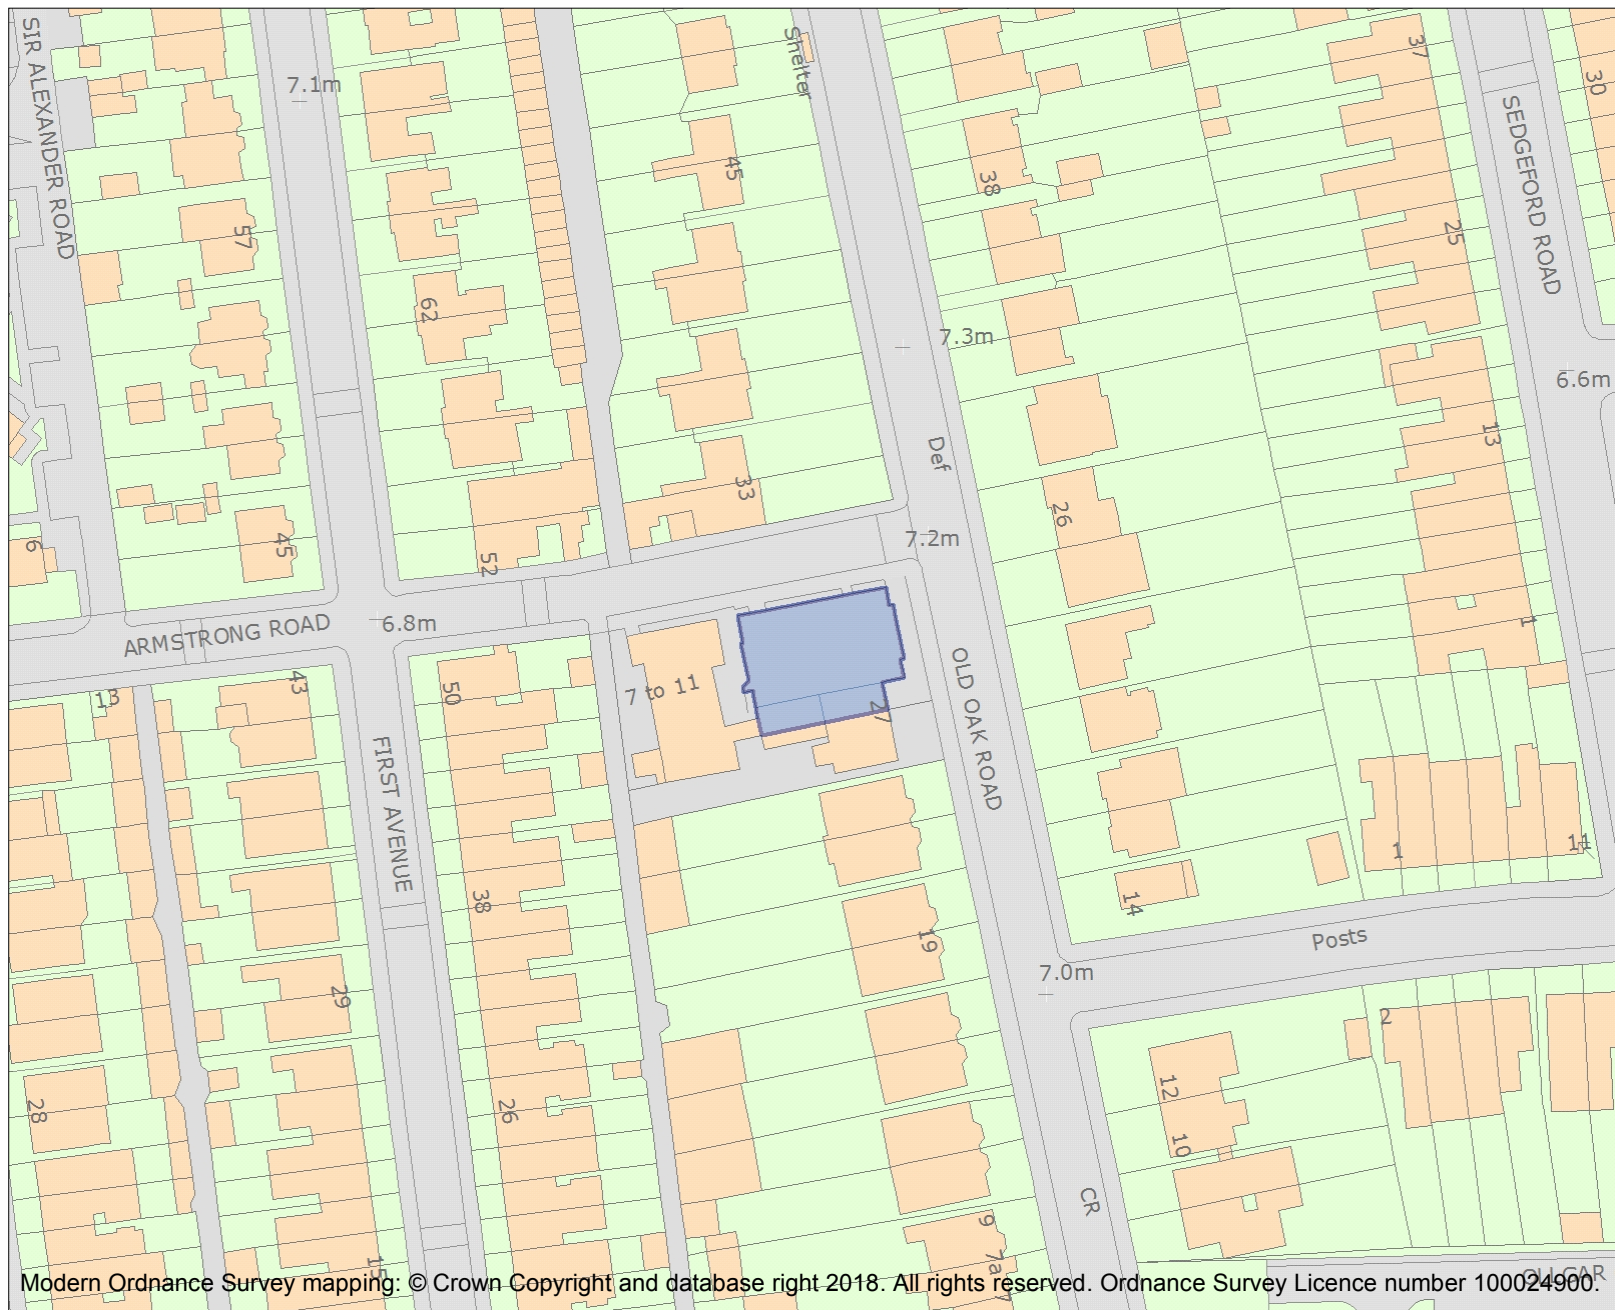 SIR ALEXANDER ROAD
7.1m
Shelter
37
30
SEDGEFORD ROAD
45
38
57
25
62
7.3m
6.6m
Def
13
33
26
7.2m
6
45
52
ARMSTRONG ROAD
6.8m
1
13
43
50
7 to 11
27
OLD OAK ROAD
FIRST AVENUE
1
11
38
14
19
Posts
7.0m
29
2
28
26
12
10
CR
9
7a
15
OLLGAR
Modern Ordnance Survey mapping: © Crown Copyright and database right 2018. All rights reserved. Ordnance Survey Licence number 100024900.